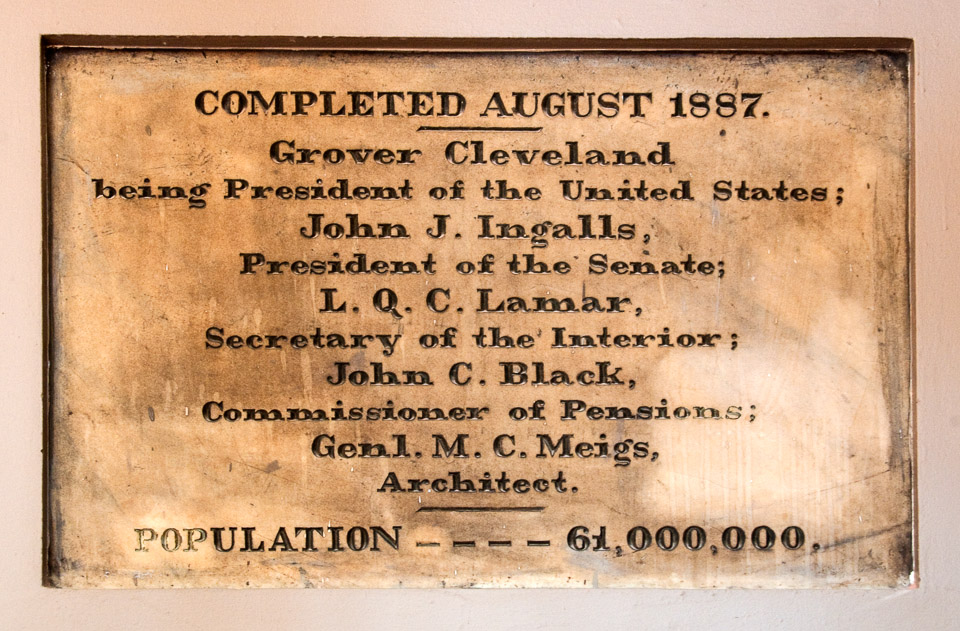 COMPLETED AUGUST 1887.
Grover Cleveland
being President of the United States;
John J. Ingalls,
President of the Senate;
L. Q. C. Lamar,
Secretary of the Interior;
John C. Black,
Commissioner of Pensions;
Genl. M. C. Meigs,
Architect.
POPULATION – – – – 61,000,000.